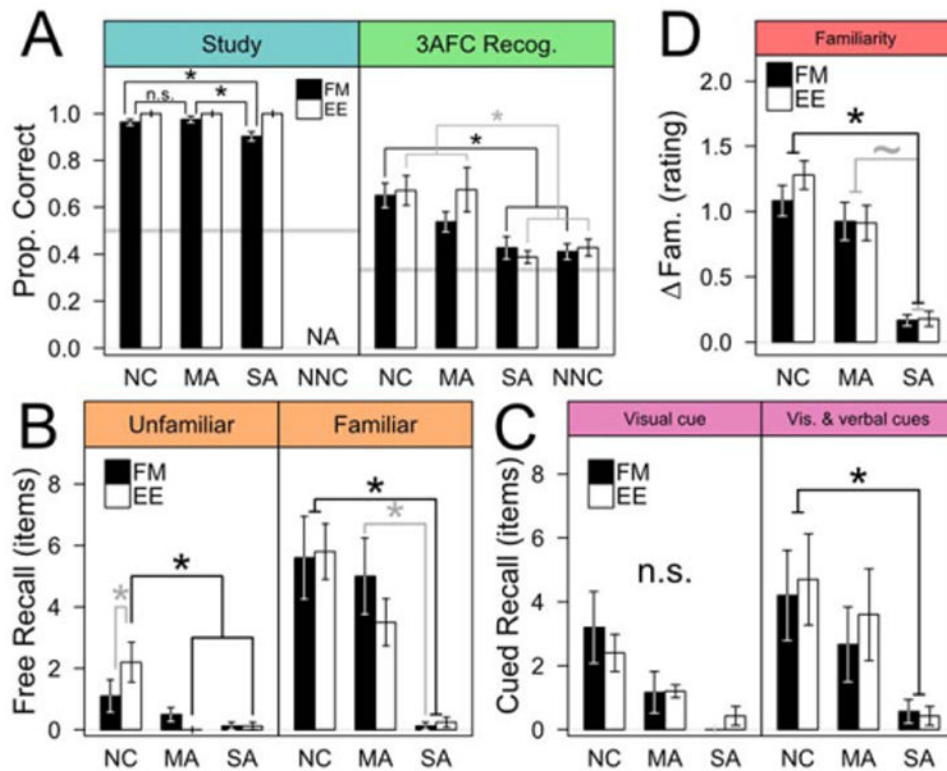 A
Study
3AFC Recog.
FM
EE
*
n.s.
*
*
*
Prop. Correct
1.0
0.8
0.6
0.4
0.2
0.0
NA
NC MA SA NNC NC MA SA NNC
D
Familiarity
FM
EE
*
~
Δ Fam. (rating)
2.0
1.5
1.0
0.5
0.0
NC MA SA
B
Unfamiliar
Familiar
FM
EE
*
*
*
*
Free Recall (items)
8
6
4
2
0
NC MA SA NC MA SA
C
Visual cue
Vis. & verbal cues
FM
EE
n.s.
*
Cued Recall (items)
8
6
4
2
0
NC MA SA NC MA SA